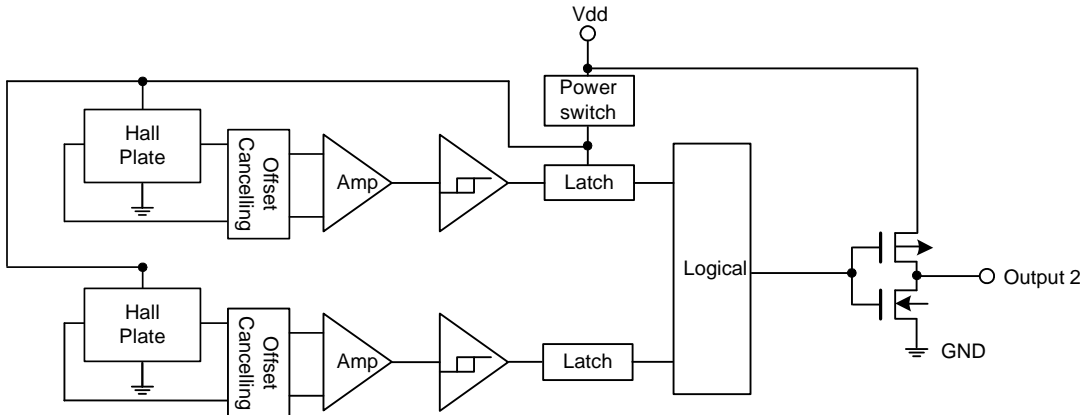 Vdd
Power
switch
Hall
Plate
Offset
Cancelling
Amp
Latch
Logical
Output 2
GND
Hall
Plate
Offset
Cancelling
Amp
Latch